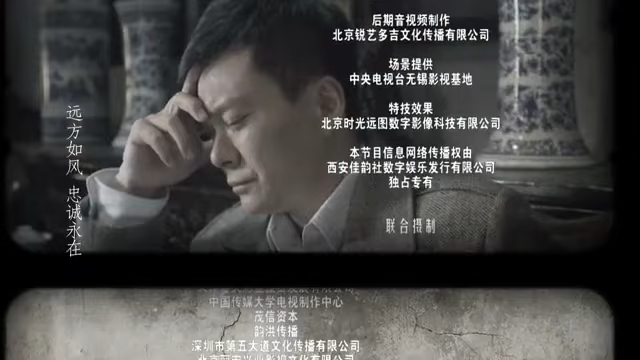 后期音视频制作
北京锐艺多吉文化传播有限公司
场景提供
中央电视台无锡影视基地
特技效果
北京时光远图数字影像科技有限公司
本节目信息网络传播权由
西安佳韵社数字娱乐发行有限公司
独占专有
联合摄制
远方如风 忠诚永在
中国传媒大学电视制作中心
茂信资本
韵洪传播
深圳市第五大道文化传播有限公司